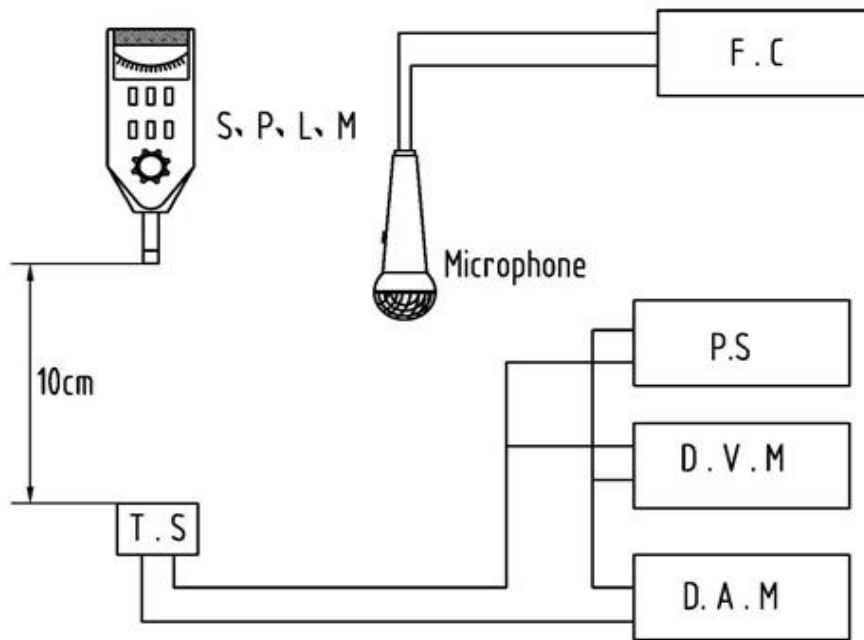 F . C
S、P、L、M
Microphone
P.S
10cm
D . V . M
T . S
D. A . M